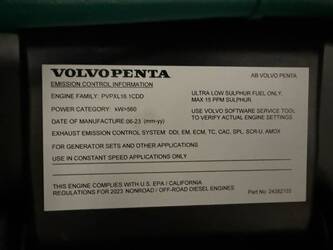 VOLVO PENTA AB VOLVO PENTA
EMISSION CONTROL INFORMATION
ENGINE FAMILY: PVPXL16.1CDD ULTRA LOW SULPHUR FUEL ONLY.
MAX 15 PPM SULPHUR
POWER CATEGORY: kW>560 USE VOLVO SOFTWARE SERVICE TOOL
DATE OF MANUFACTURE 06-23 (mm-yy) TO VERIFY ACTUAL ENGINE SETTINGS
EXHAUST EMISSION CONTROL SYSTEM: DDI, EM, ECM, TC, CAC, SPL, SCR-U, AMOX
FOR GENERATOR SETS AND OTHER APPLICATIONS
USE IN CONSTANT SPEED APPLICATIONS ONLY
THIS ENGINE COMPLIES WITH U.S. EPA / CALIFORNIA
REGULATIONS FOR 2023 NONROAD / OFF-ROAD DIESEL ENGINES Part No: 24382155